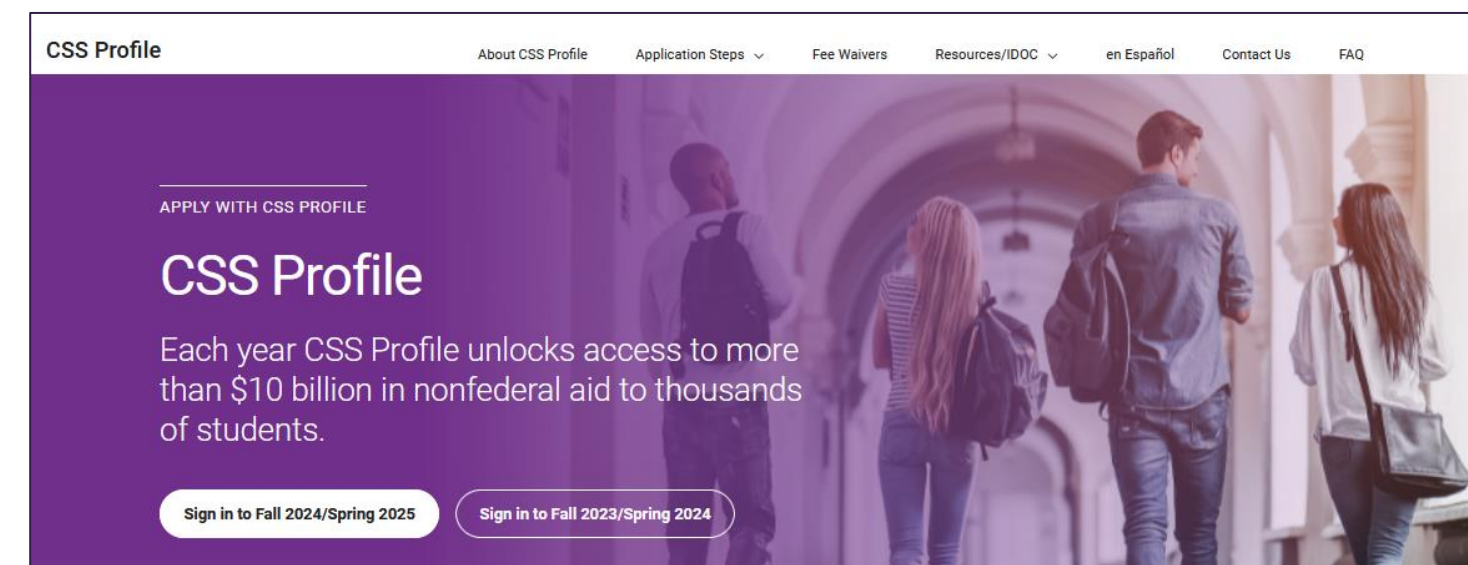 CSS Profile
About CSS Profile Application Steps Fee Waivers Resources/IDOC en Español Contact Us FAQ
APPLY WITH CSS PROFILE
CSS Profile
Each year CSS Profile unlocks access to more
than $10 billion in nonfederal aid to thousands
of students.
Sign in to Fall 2024/Spring 2025 Sign in to Fall 2023/Spring 2024